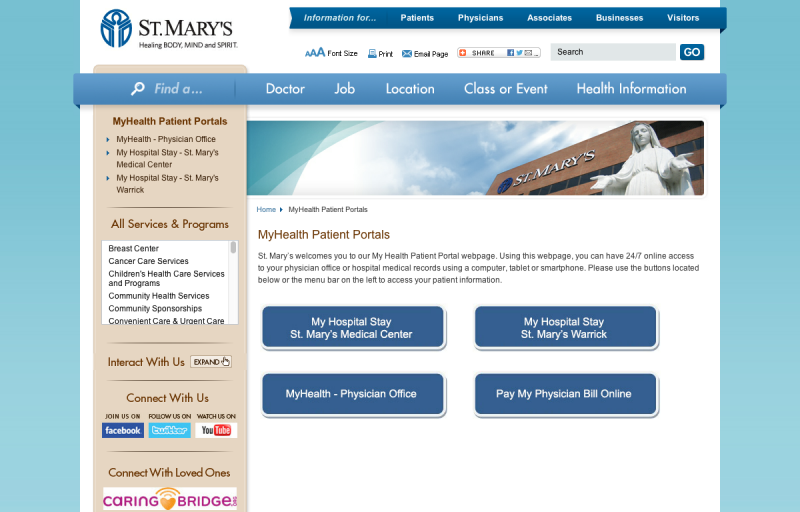 ST. MARY'S
Healing BODY, MIND and SPIRIT.
Information for...
Patients
Physicians
Associates
Businesses
Visitors
AAA Font Size
Print
Email Page
SHARE
Search
GO
Find a...
Doctor
Job
Location
Class or Event
Health Information
MyHealth Patient Portals
MyHealth - Physician Office
My Hospital Stay - St. Mary's
Medical Center
My Hospital Stay - St. Mary's
Warrick
All Services & Programs
Breast Center
Cancer Care Services
Children's Health Care Services
and Programs
Community Health Services
Community Sponsorships
Convenient Care & Urgent Care
Interact With Us
EXPAND
Connect With Us
JOIN US ON
facebook
FOLLOW US ON
twitter
WATCH US ON
YouTube
Connect With Loved Ones
CARING BRIDGE.ORG
ST. MARY'S
Home
MyHealth Patient Portals
MyHealth Patient Portals
St. Mary's welcomes you to our My Health Patient Portal webpage. Using this webpage, you can have 24/7 online access
to your physician office or hospital medical records using a computer, tablet or smartphone. Please use the buttons located
below or the menu bar on the left to access your patient information.
My Hospital Stay
St. Mary's Medical Center
My Hospital Stay
St. Mary's Warrick
MyHealth - Physician Office
Pay My Physician Bill Online